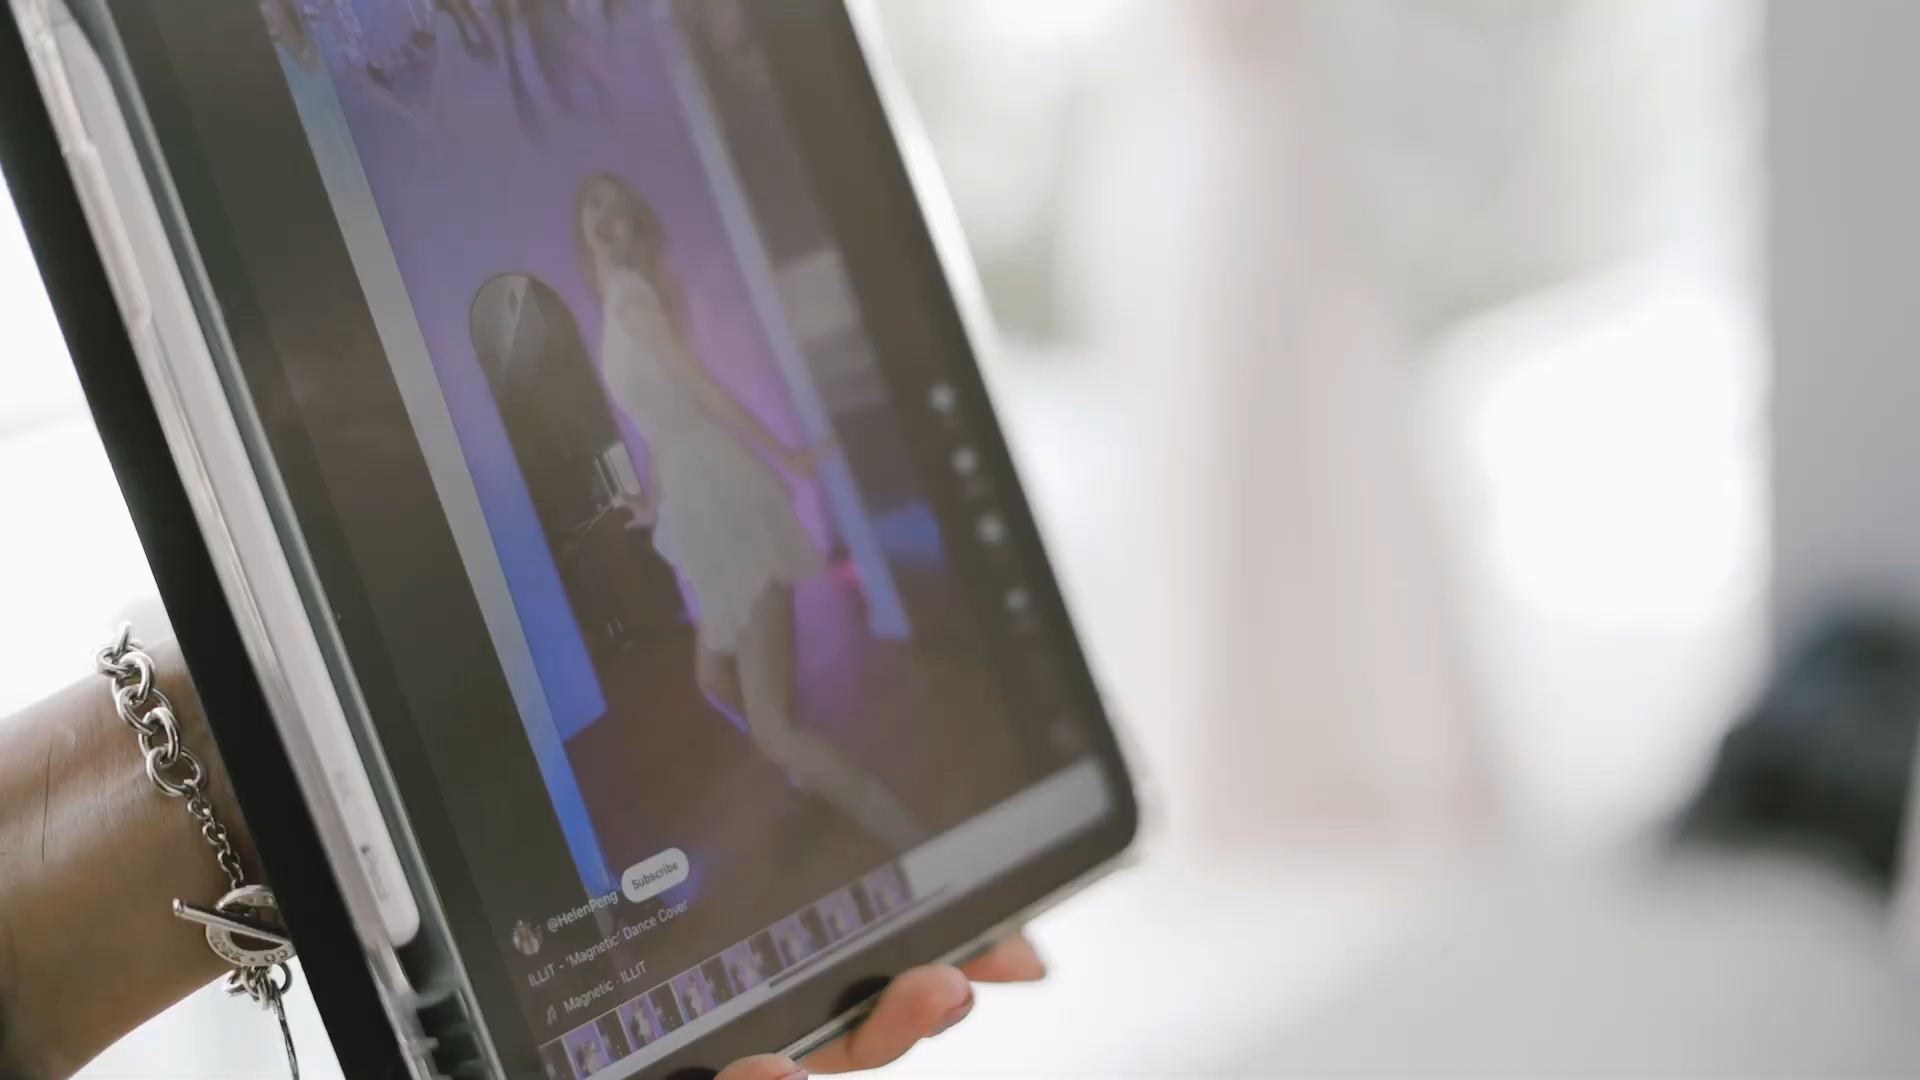 @HelenPeng Subscribe
ILLIT - 'Magnetic' Dance Cover
Magnetic · ILLIT